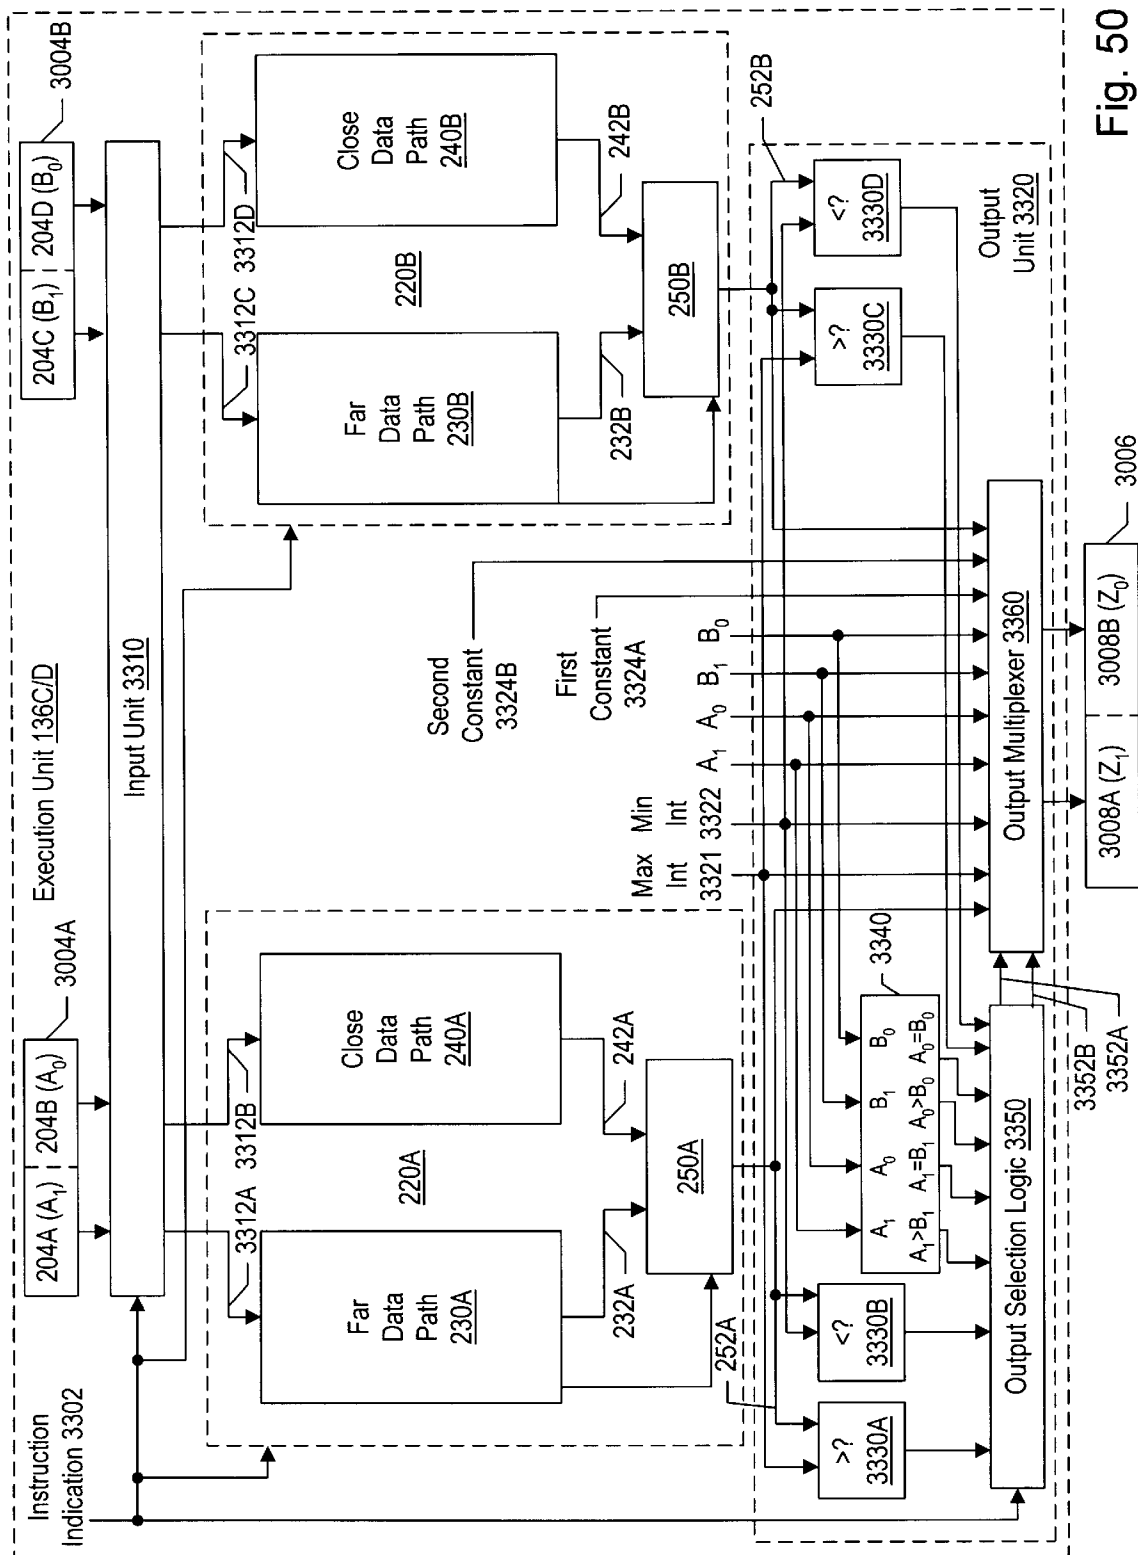 Fig. 50
Execution Unit 136C/D
3004A
204A (A1)
204B (A0)
3004B
204C (B1)
204D (B0)
Instruction
Indication 3302
Input Unit 3310
3312A
3312B
3312C
3312D
Far
Data
Path
230A
220A
Close
Data
Path
240A
Far
Data
Path
230B
220B
Close
Data
Path
240B
232A
242A
250A
232B
242B
250B
252A
252B
Second
Constant
3324B
First
Constant
3324A
Max
Int
3321
Min
Int
3322
A1
A0
B1
B0
Output
Unit 3320
>?
3330A
<?
3330B
3340
A1
A0
B1
B0
A1>B1
A1=B1
A0>B0
A0=B0
>?
3330C
<?
3330D
Output Selection Logic 3350
3352B
3352A
Output Multiplexer 3360
3008A (Z1)
3008B (Z0)
3006